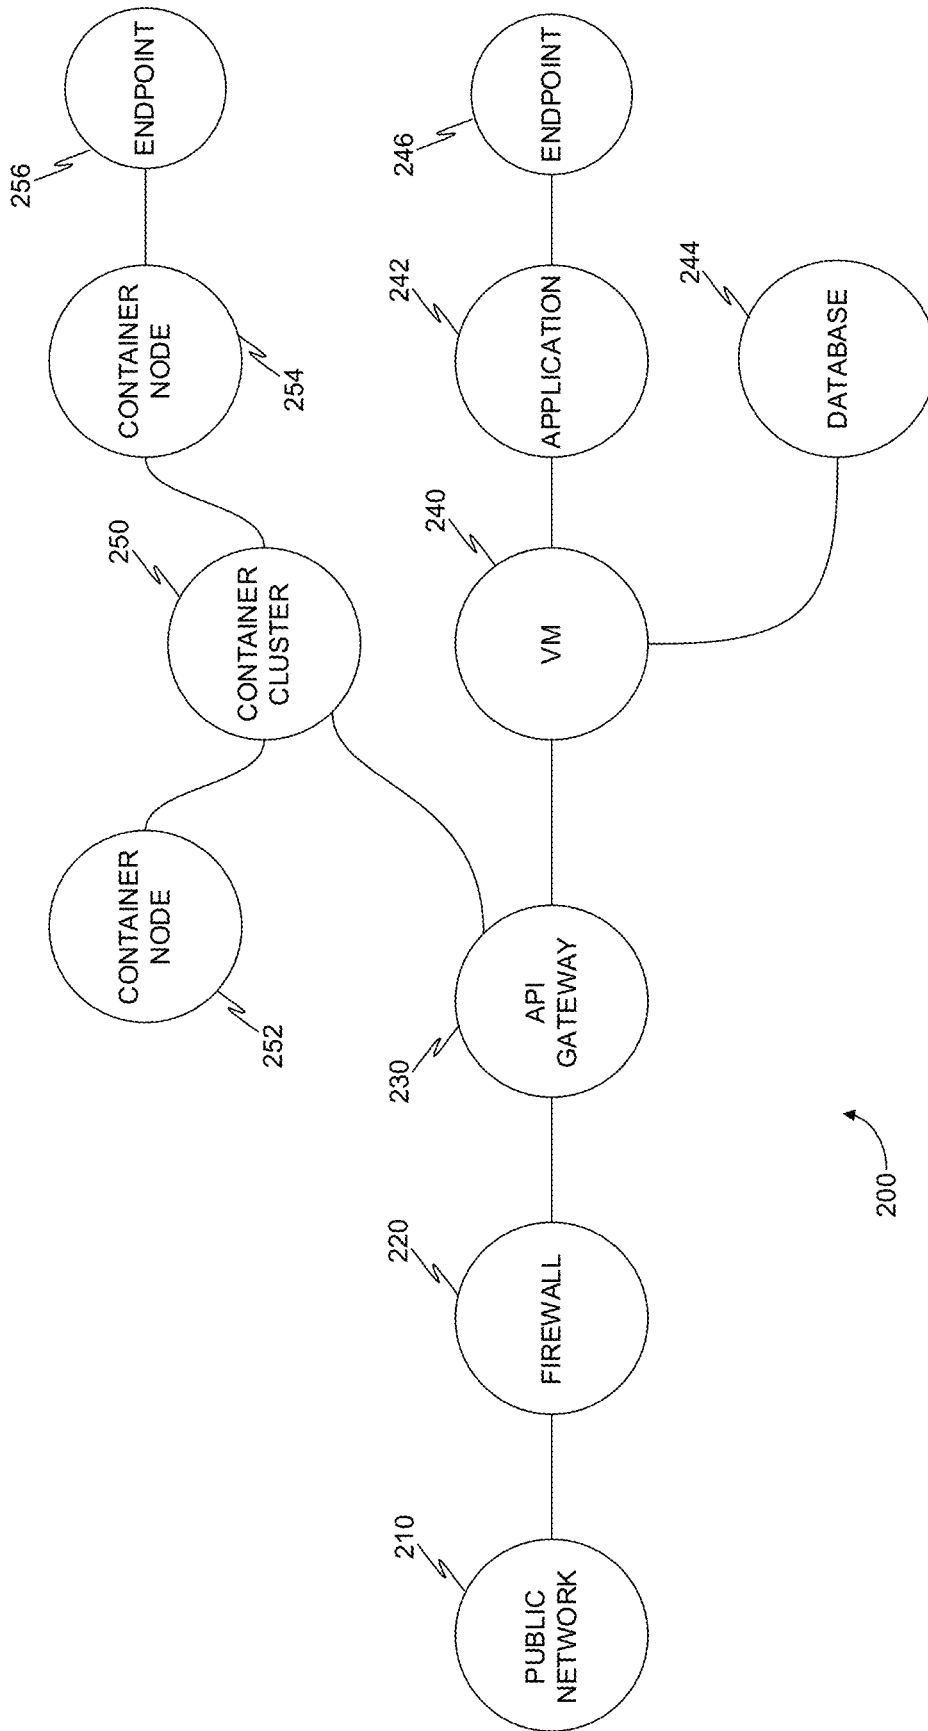 256
ENDPOINT
CONTAINER
NODE
254
250
CONTAINER
CLUSTER
CONTAINER
NODE
252
246
ENDPOINT
242
APPLICATION
244
DATABASE
240
VM
230
API
GATEWAY
220
FIREWALL
210
PUBLIC
NETWORK
200